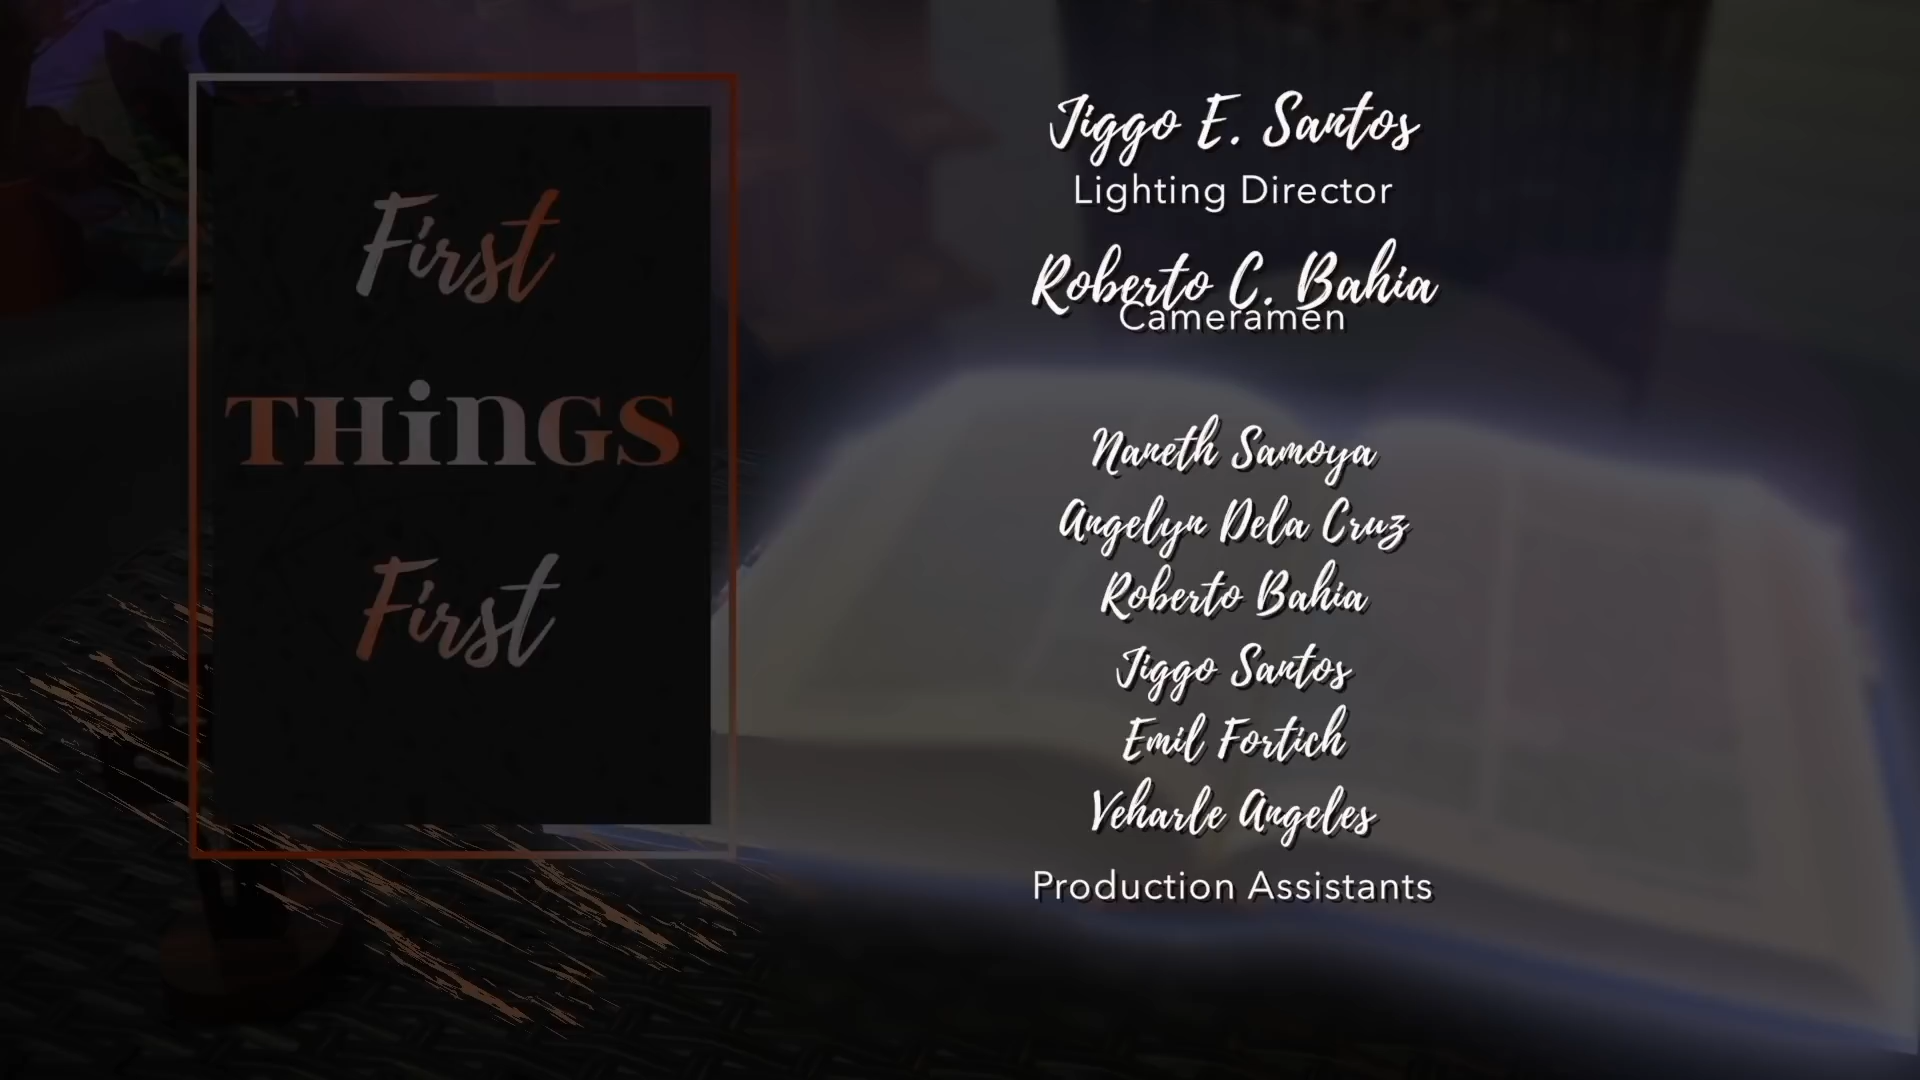 First
THiNGS
First
Jiggo E. Santos
Lighting Director
Roberto C. Bahia
Cameramen
Naneth Samoya
Angelyn Dela Cruz
Roberto Bahia
Jiggo Santos
Emil Fortich
Veharle Angeles
Production Assistants